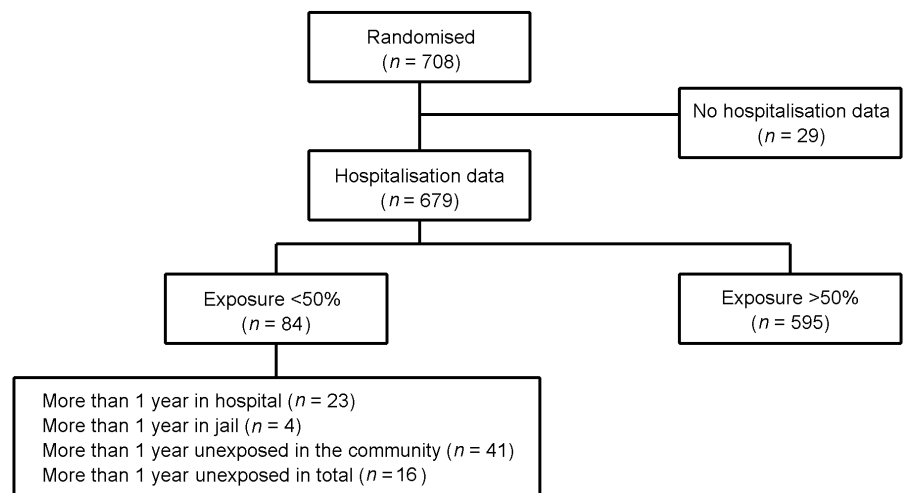 Randomised
(n = 708)
No hospitalisation data
(n = 29)
Hospitalisation data
(n = 679)
Exposure <50%
(n = 84)
Exposure >50%
(n = 595)
More than 1 year in hospital (n = 23)
More than 1 year in jail (n = 4)
More than 1 year unexposed in the community (n = 41)
More than 1 year unexposed in total (n = 16)